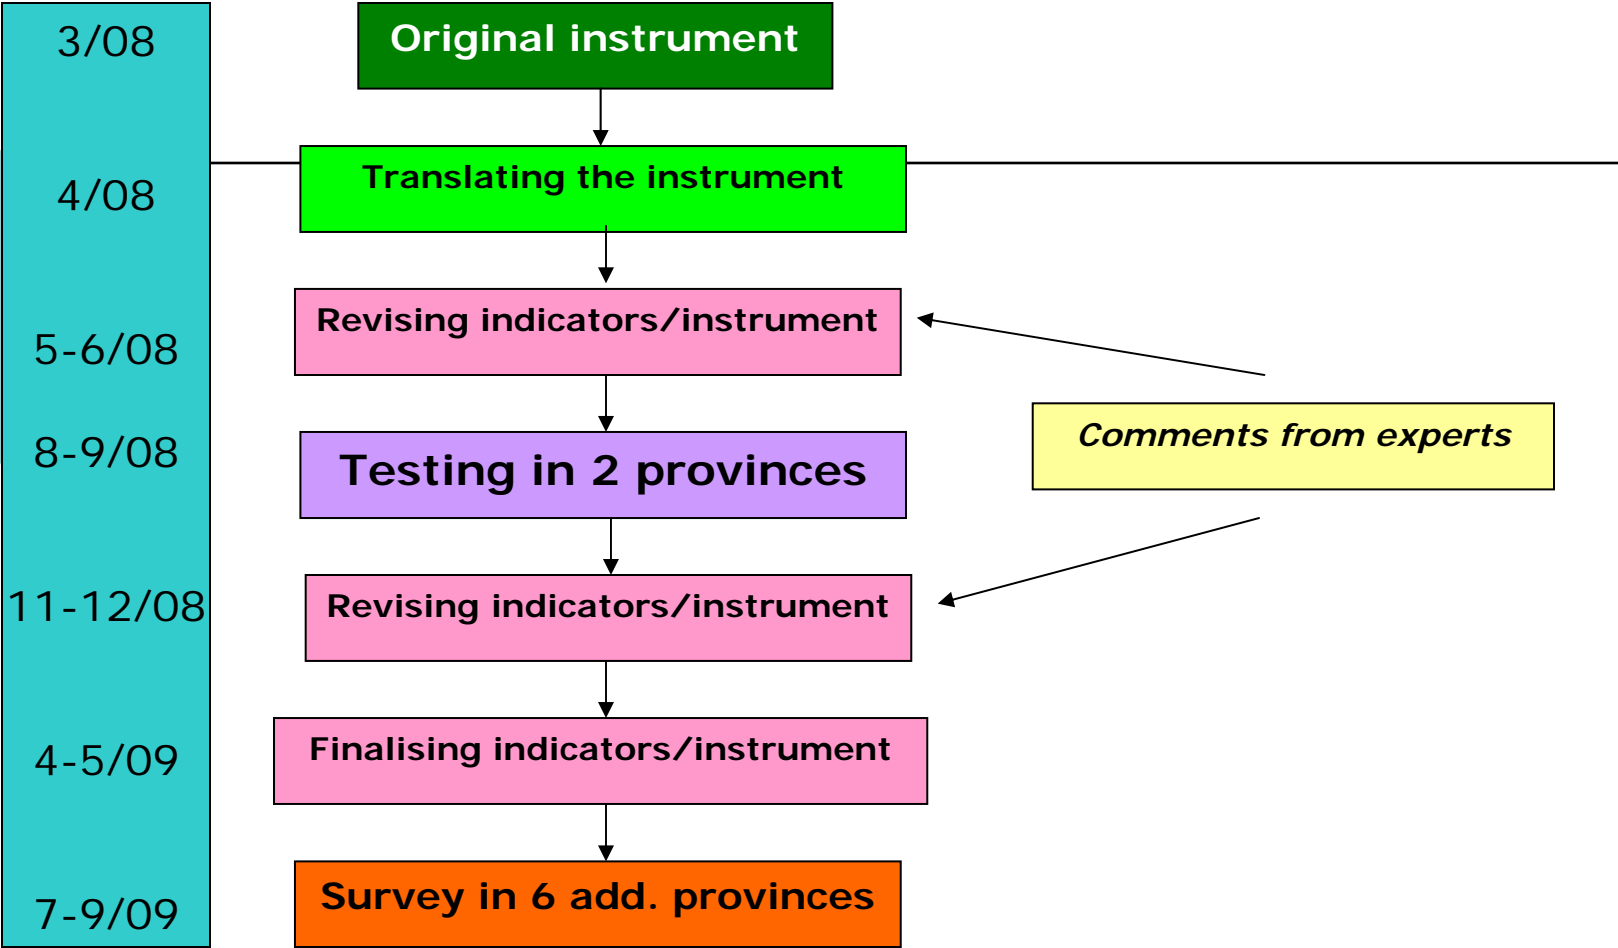 3/08
Original instrument
4/08
Translating the instrument
5-6/08
Revising indicators/instrument
8-9/08
Testing in 2 provinces
Comments from experts
11-12/08
Revising indicators/instrument
4-5/09
Finalising indicators/instrument
7-9/09
Survey in 6 add. provinces